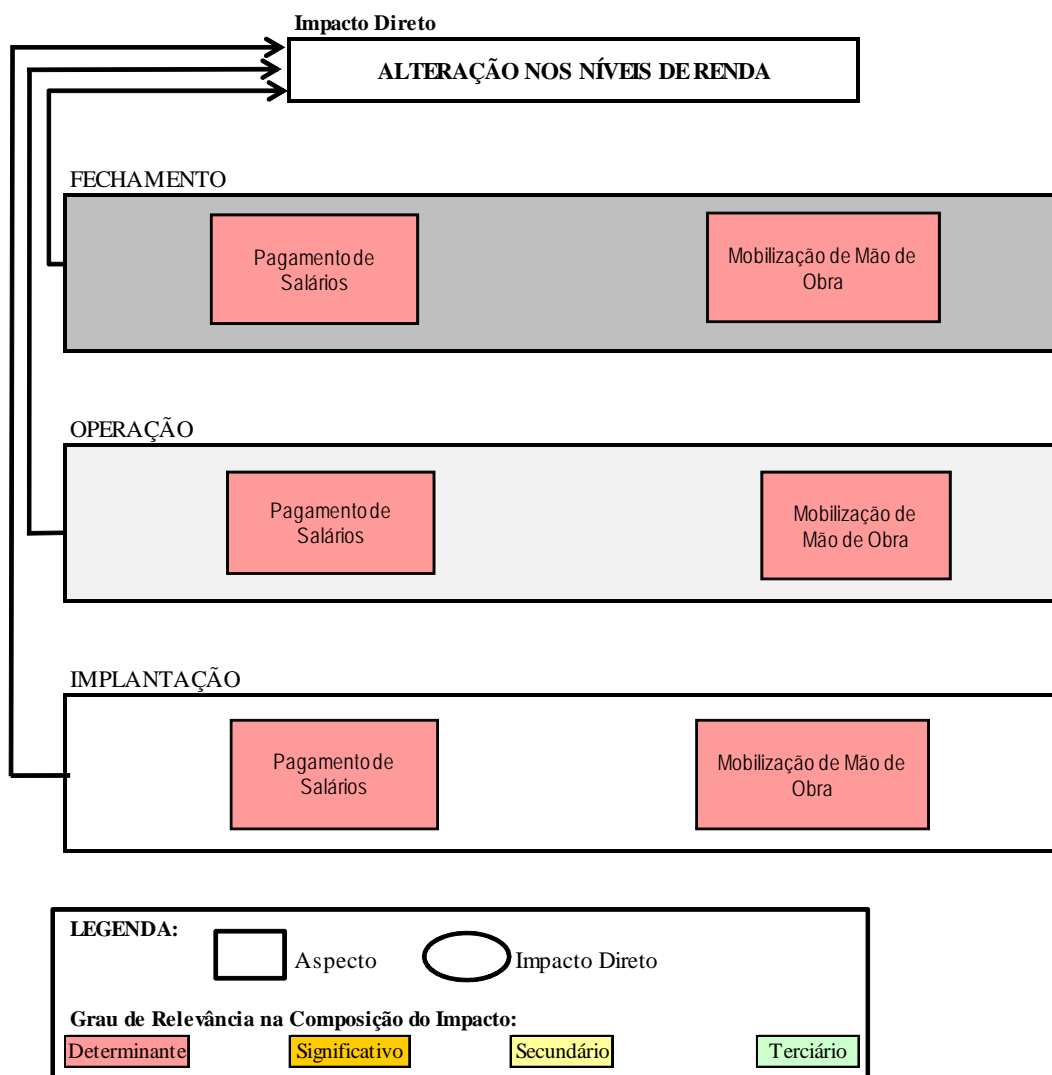 Impacto Direto
ALTERAÇÃO NOS NÍVEIS DE RENDA
FECHAMENTO
Pagamento de
Salários
Mobilização de Mão de
Obra
OPERAÇÃO
Pagamento de
Salários
Mobilização de
Mão de Obra
IMPLANTAÇÃO
Pagamento de
Salários
Mobilização de Mão de
Obra
LEGENDA:
Aspecto
Impacto Direto
Grau de Relevância na Composição do Impacto:
Determinante
Significativo
Secundário
Terciário